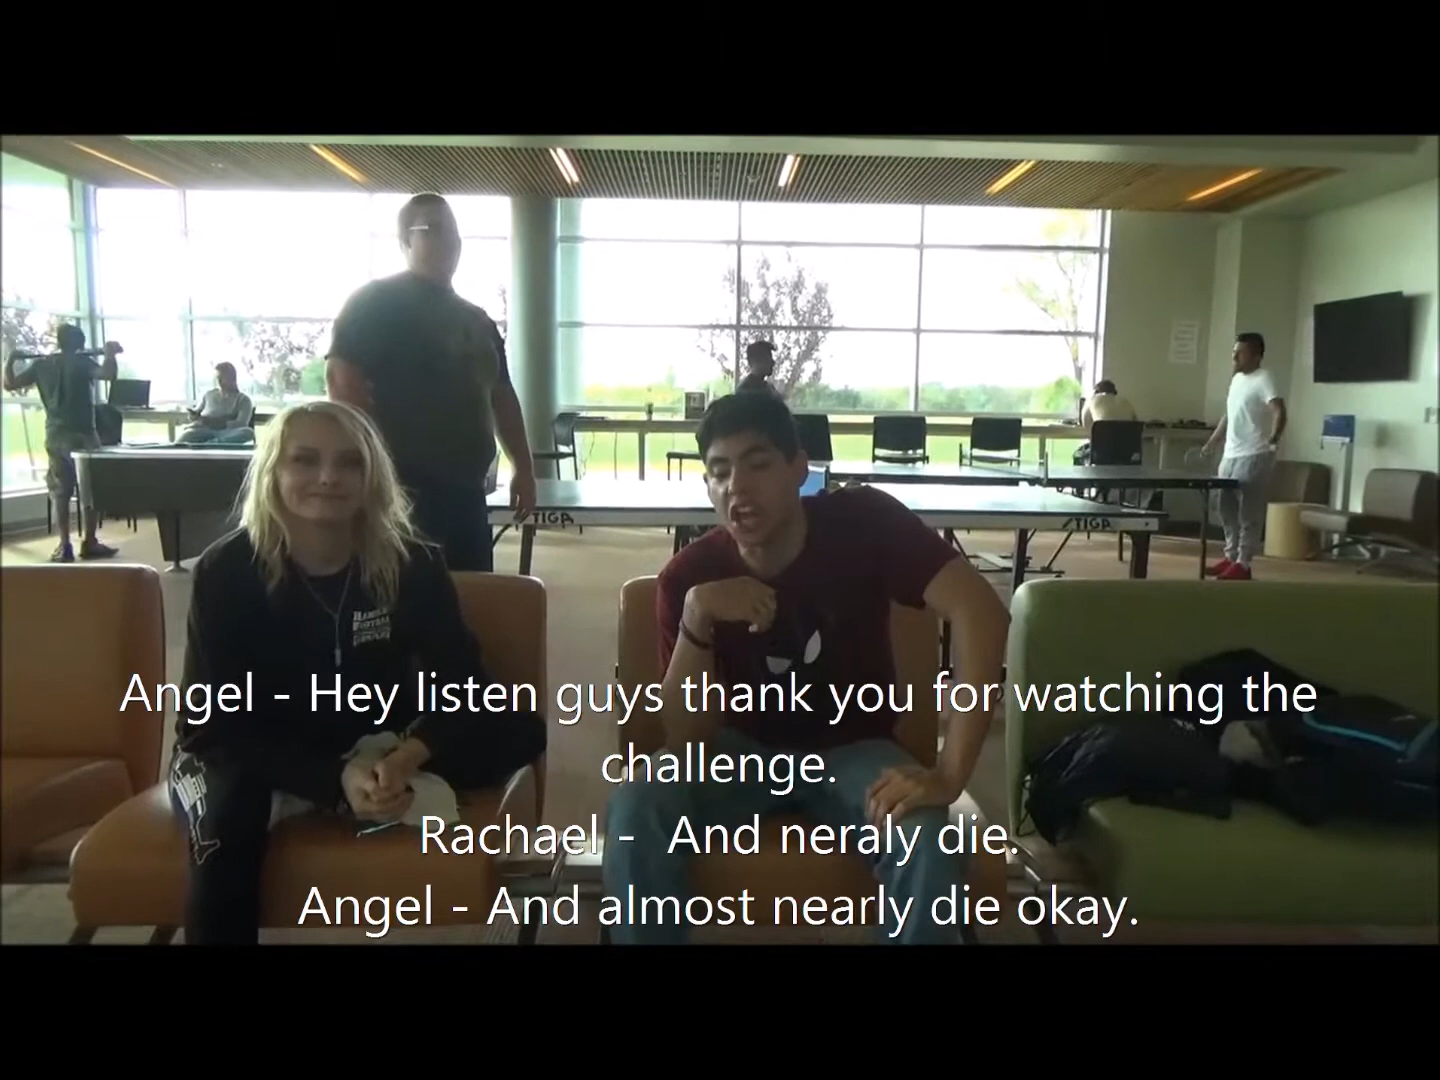 TIGA
TIGA
Angel - Hey listen guys thank you for watching the
challenge.
Rachael -  And neraly die.
Angel - And almost nearly die okay.